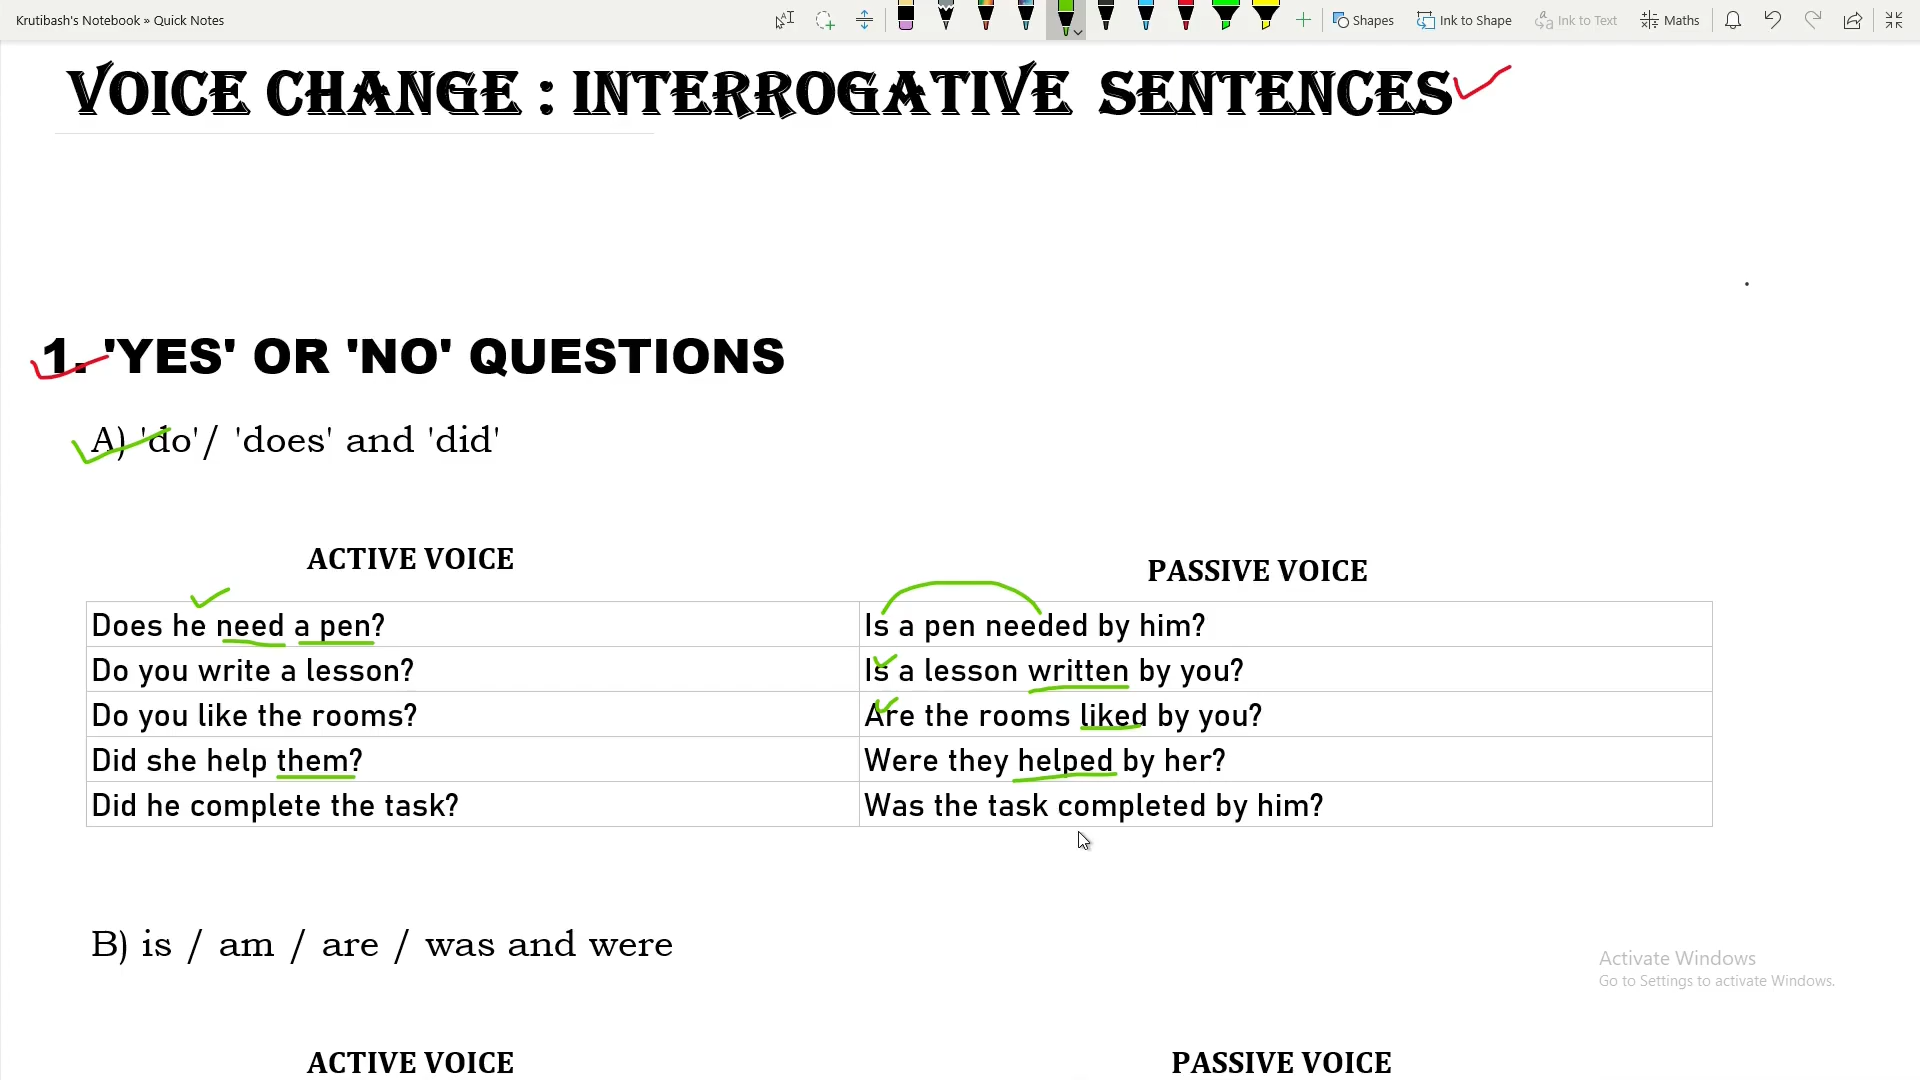 Krutibash's Notebook » Quick Notes
Shapes
Ink to Shape
Ink to Text
Maths
VOICE CHANGE : INTERROGATIVE SENTENCES
1. 'YES' OR 'NO' QUESTIONS
A) 'do'/ 'does' and 'did'
ACTIVE VOICE
PASSIVE VOICE
Does he need a pen?
Is a pen needed by him?
Do you write a lesson?
Is a lesson written by you?
Do you like the rooms?
Are the rooms liked by you?
Did she help them?
Were they helped by her?
Did he complete the task?
Was the task completed by him?
B) is / am / are / was and were
Activate Windows
Go to Settings to activate Windows.
ACTIVE VOICE
PASSIVE VOICE